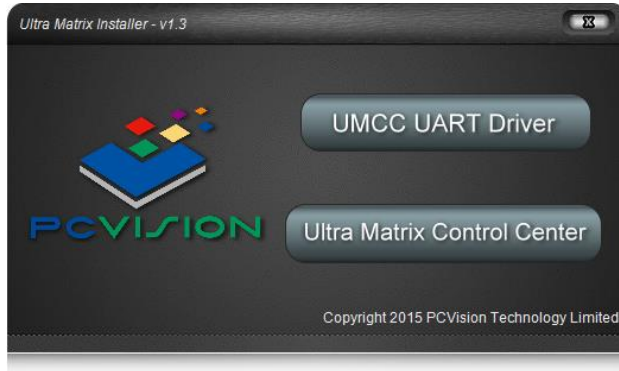 Ultra Matrix Installer - v1.3
X
UMCC UART Driver
PCVISION
Ultra Matrix Control Center
Copyright 2015 PCVision Technology Limited